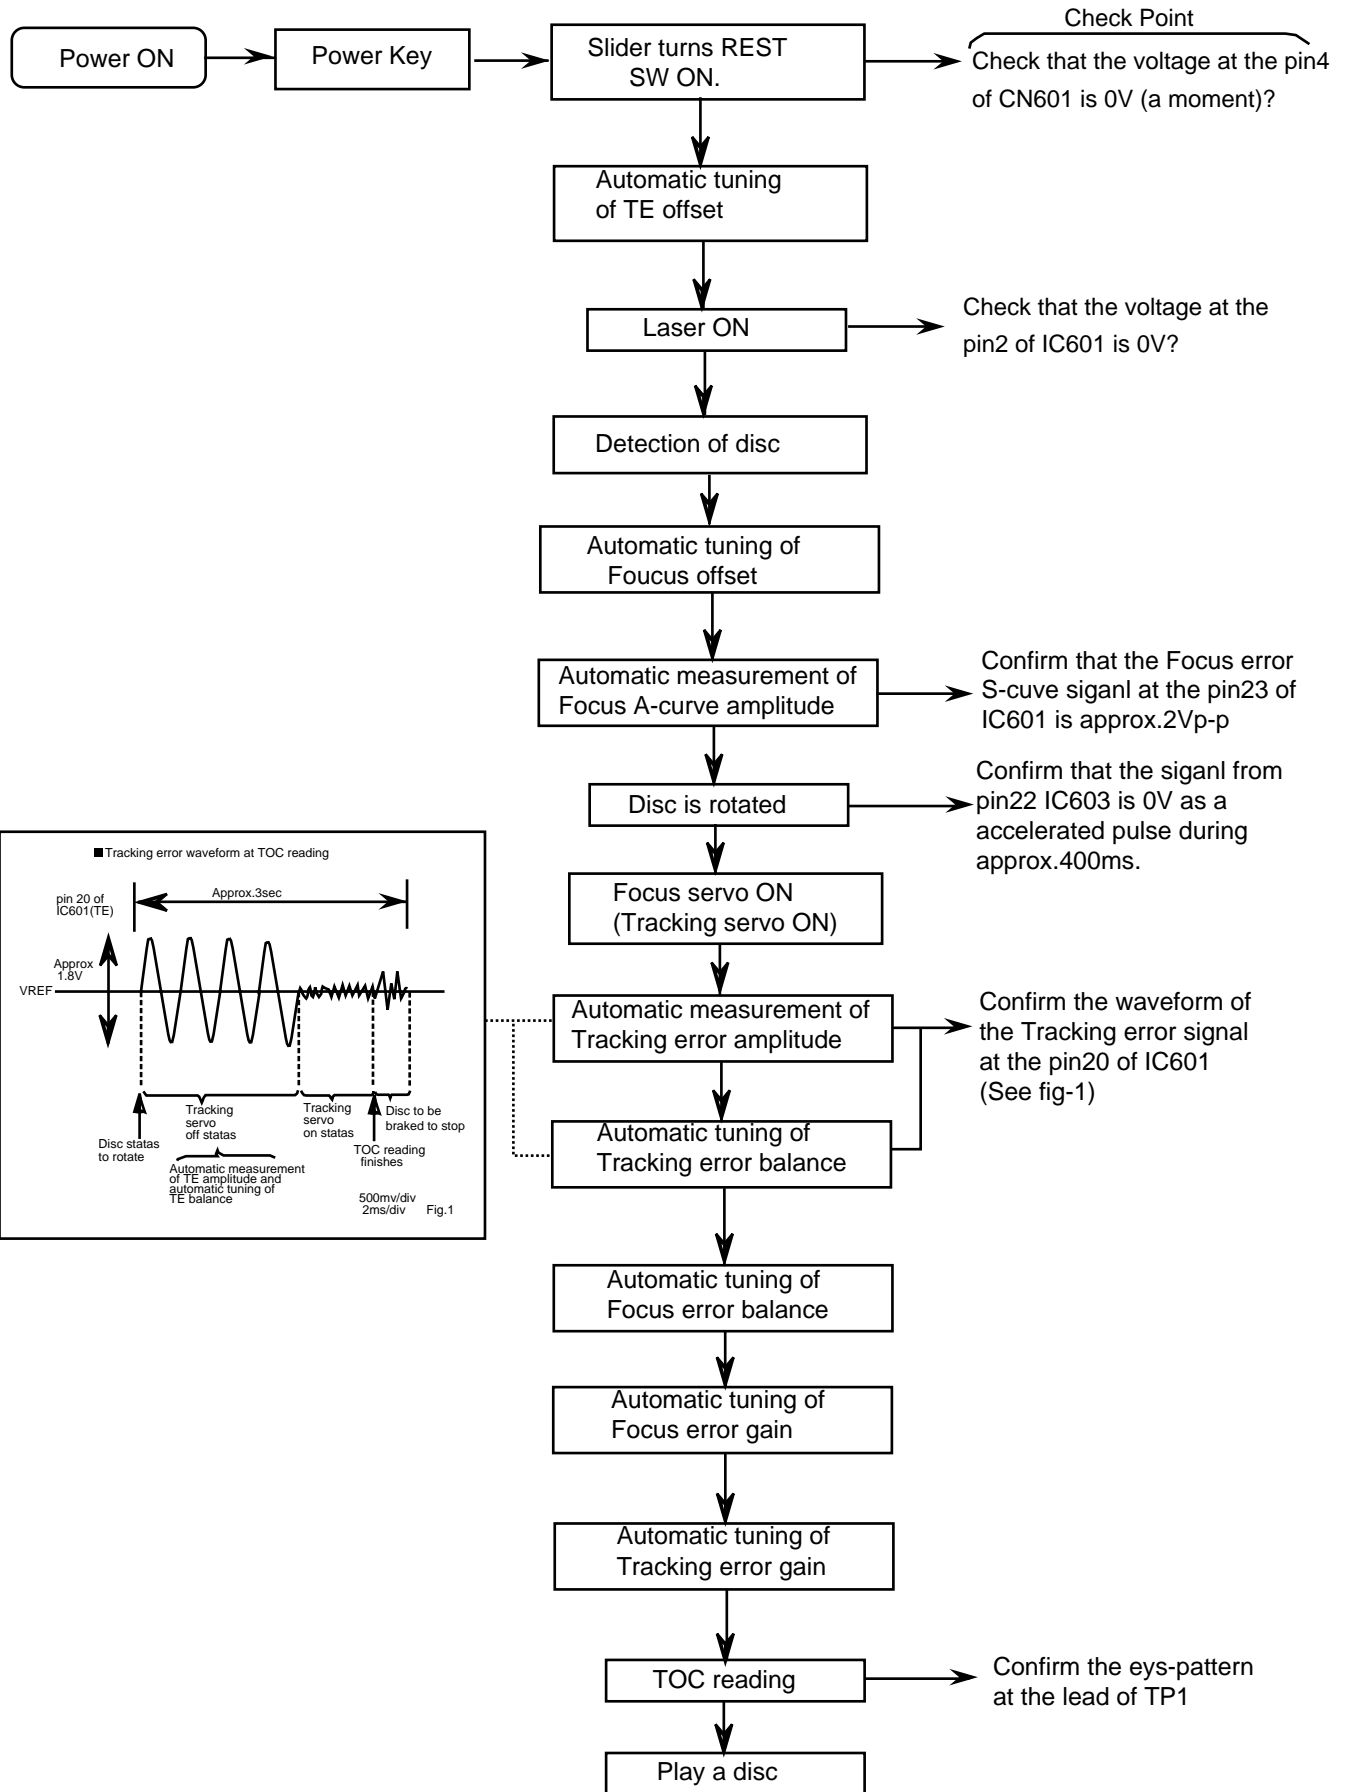 Check Point
Power ON
Power Key
Slider turns REST
SW ON.
Check that the voltage at the pin4
of CN601 is 0V (a moment)?
Automatic tuning
of TE offset
Laser ON
Check that the voltage at the
pin2 of IC601 is 0V?
Detection of disc
Automatic tuning of
Foucus offset
Automatic measurement of
Focus A-curve amplitude
Confirm that the Focus error
S-cuve siganl at the pin23 of
IC601 is approx.2Vp-p
Disc is rotated
Confirm that the siganl from
pin22 IC603 is 0V as a
accelerated pulse during
approx.400ms.
Focus servo ON
(Tracking servo ON)
■Tracking error waveform at TOC reading
pin 20 of
IC601(TE)
Approx.3sec
Approx
1.8V
VREF
Disc statas
to rotate
Tracking
servo
off statas
Tracking
servo
on statas
Disc to be
braked to stop
TOC reading
finishes
Automatic measurement
of TE amplitude and
automatic tuning of
TE balance
500mv/div
2ms/div
Fig.1
Automatic measurement of
Tracking error amplitude
Confirm the waveform of
the Tracking error signal
at the pin20 of IC601
(See fig-1)
Automatic tuning of
Tracking error balance
Automatic tuning of
Focus error balance
Automatic tuning of
Focus error gain
Automatic tuning of
Tracking error gain
TOC reading
Confirm the eys-pattern
at the lead of TP1
Play a disc